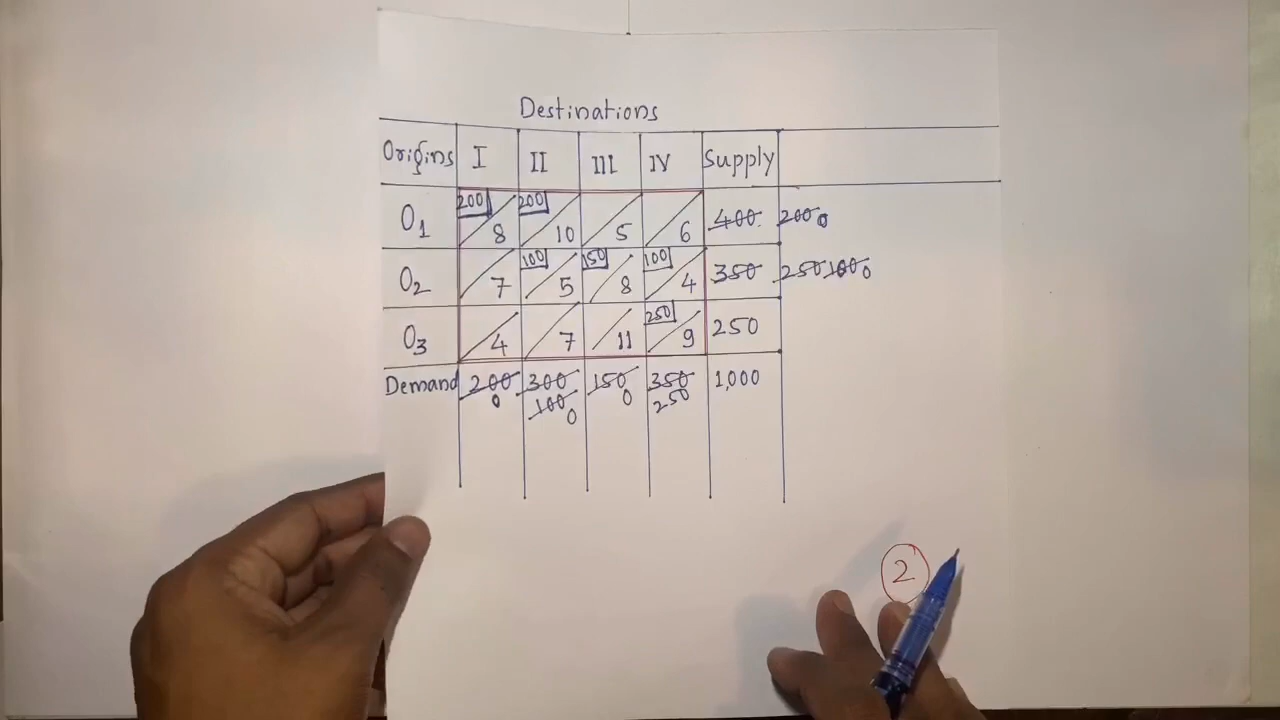 Destinations
Origins I II III IV Supply
O1 200 8 200 10 5 6 400 200 0
O2 7 100 5 150 8 100 4 350 250 100 0
O3 4 7 11 250 9 250
Demand 200 300 150 350 1,000
0 100 0 0 250
2